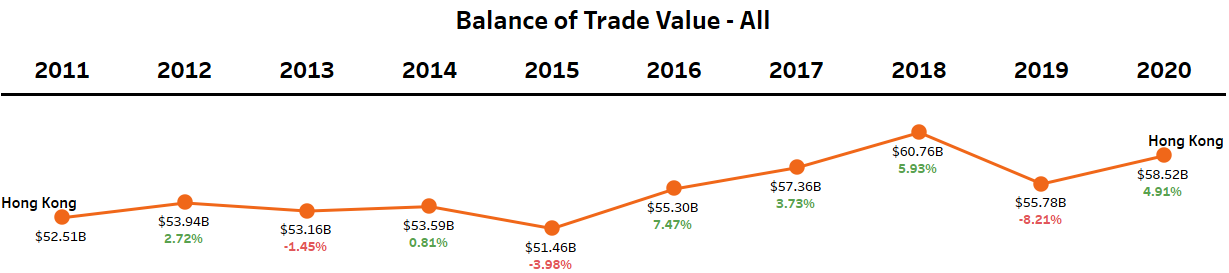 Balance of Trade Value - All
2011 2012 2013 2014 2015 2016 2017 2018 2019 2020
Hong Kong
$52.51B
$53.94B
2.72%
$53.16B
-1.45%
$53.59B
0.81%
$51.46B
-3.98%
$55.30B
7.47%
$57.36B
3.73%
$60.76B
5.93%
$55.78B
-8.21%
Hong Kong
$58.52B
4.91%